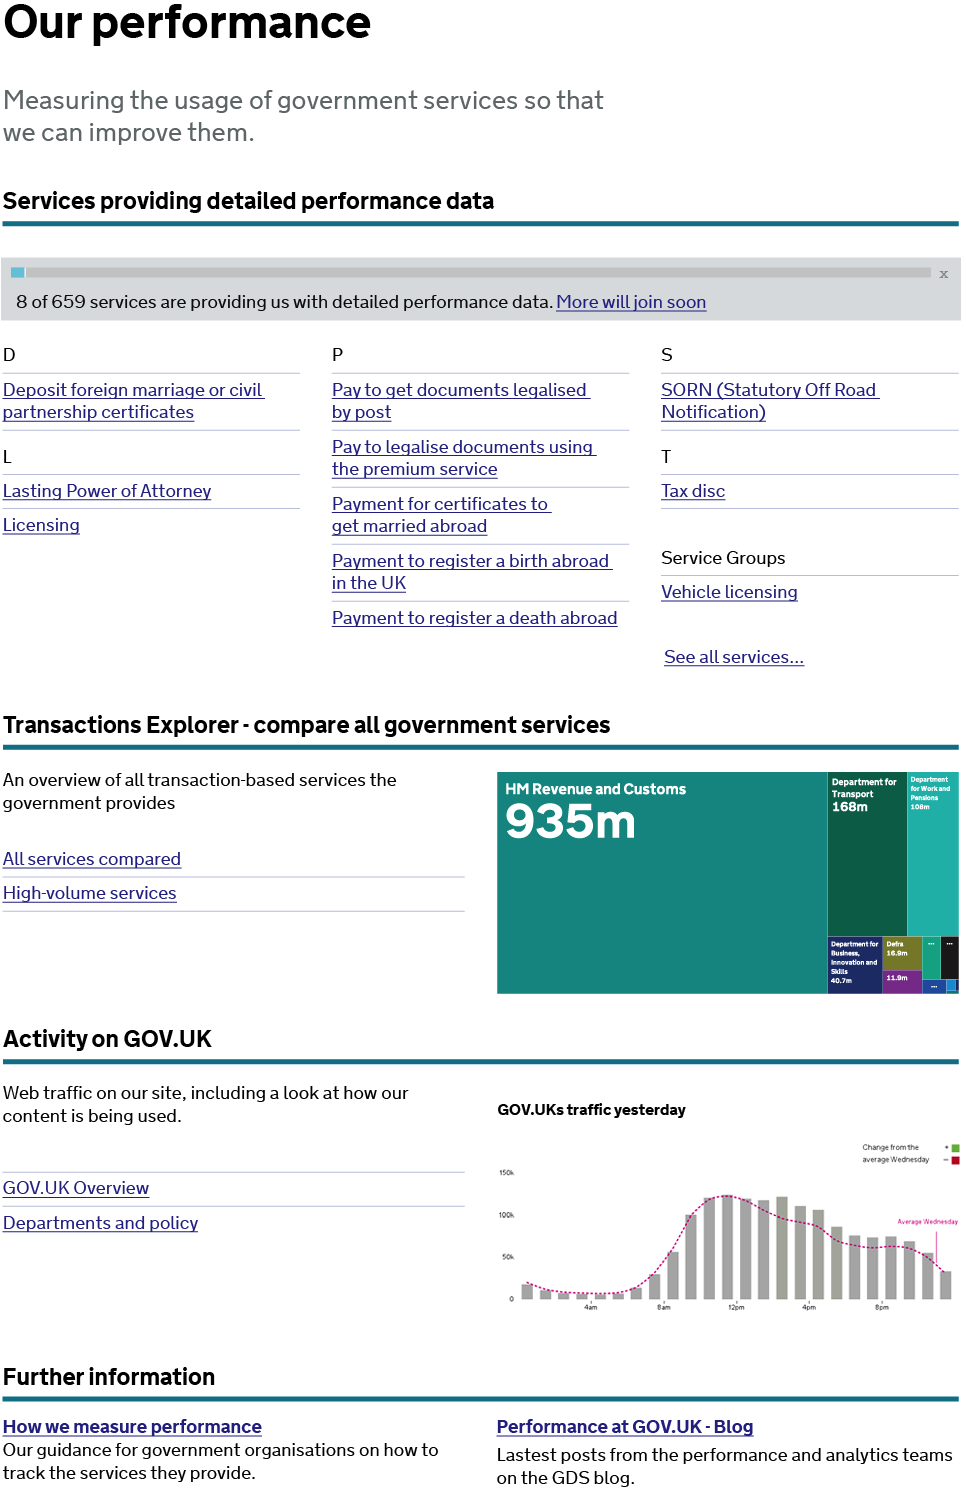 Our performance
Measuring the usage of government services so that
we can improve them.
Services providing detailed performance data
x
8 of 659 services are providing us with detailed performance data. More will join soon
D
Deposit foreign marriage or civil
partnership certificates
L
Lasting Power of Attorney
Licensing
P
Pay to get documents legalised
by post
Pay to legalise documents using
the premium service
Payment for certificates to
get married abroad
Payment to register a birth abroad
in the UK
Payment to register a death abroad
S
SORN (Statutory Off Road
Notification)
T
Tax disc
Service Groups
Vehicle licensing
See all services...
Transactions Explorer - compare all government services
An overview of all transaction-based services the
government provides
All services compared
High-volume services
HM Revenue and Customs
935m
Department for
Transport
168m
Department
for Work and
Pensions
108m
Department for
Business,
Innovation and
Skills
40.7m
Defra
16.9m
11.9m
...
...
...
Activity on GOV.UK
Web traffic on our site, including a look at how our
content is being used.
GOV.UK Overview
Departments and policy
GOV.UKs traffic yesterday
Change from the +
average Wednesday –
150k
100k
50k
0
Average Wednesday
4am
8am
12pm
4pm
8pm
Further information
How we measure performance
Our guidance for government organisations on how to
track the services they provide.
Performance at GOV.UK - Blog
Lastest posts from the performance and analytics teams
on the GDS blog.